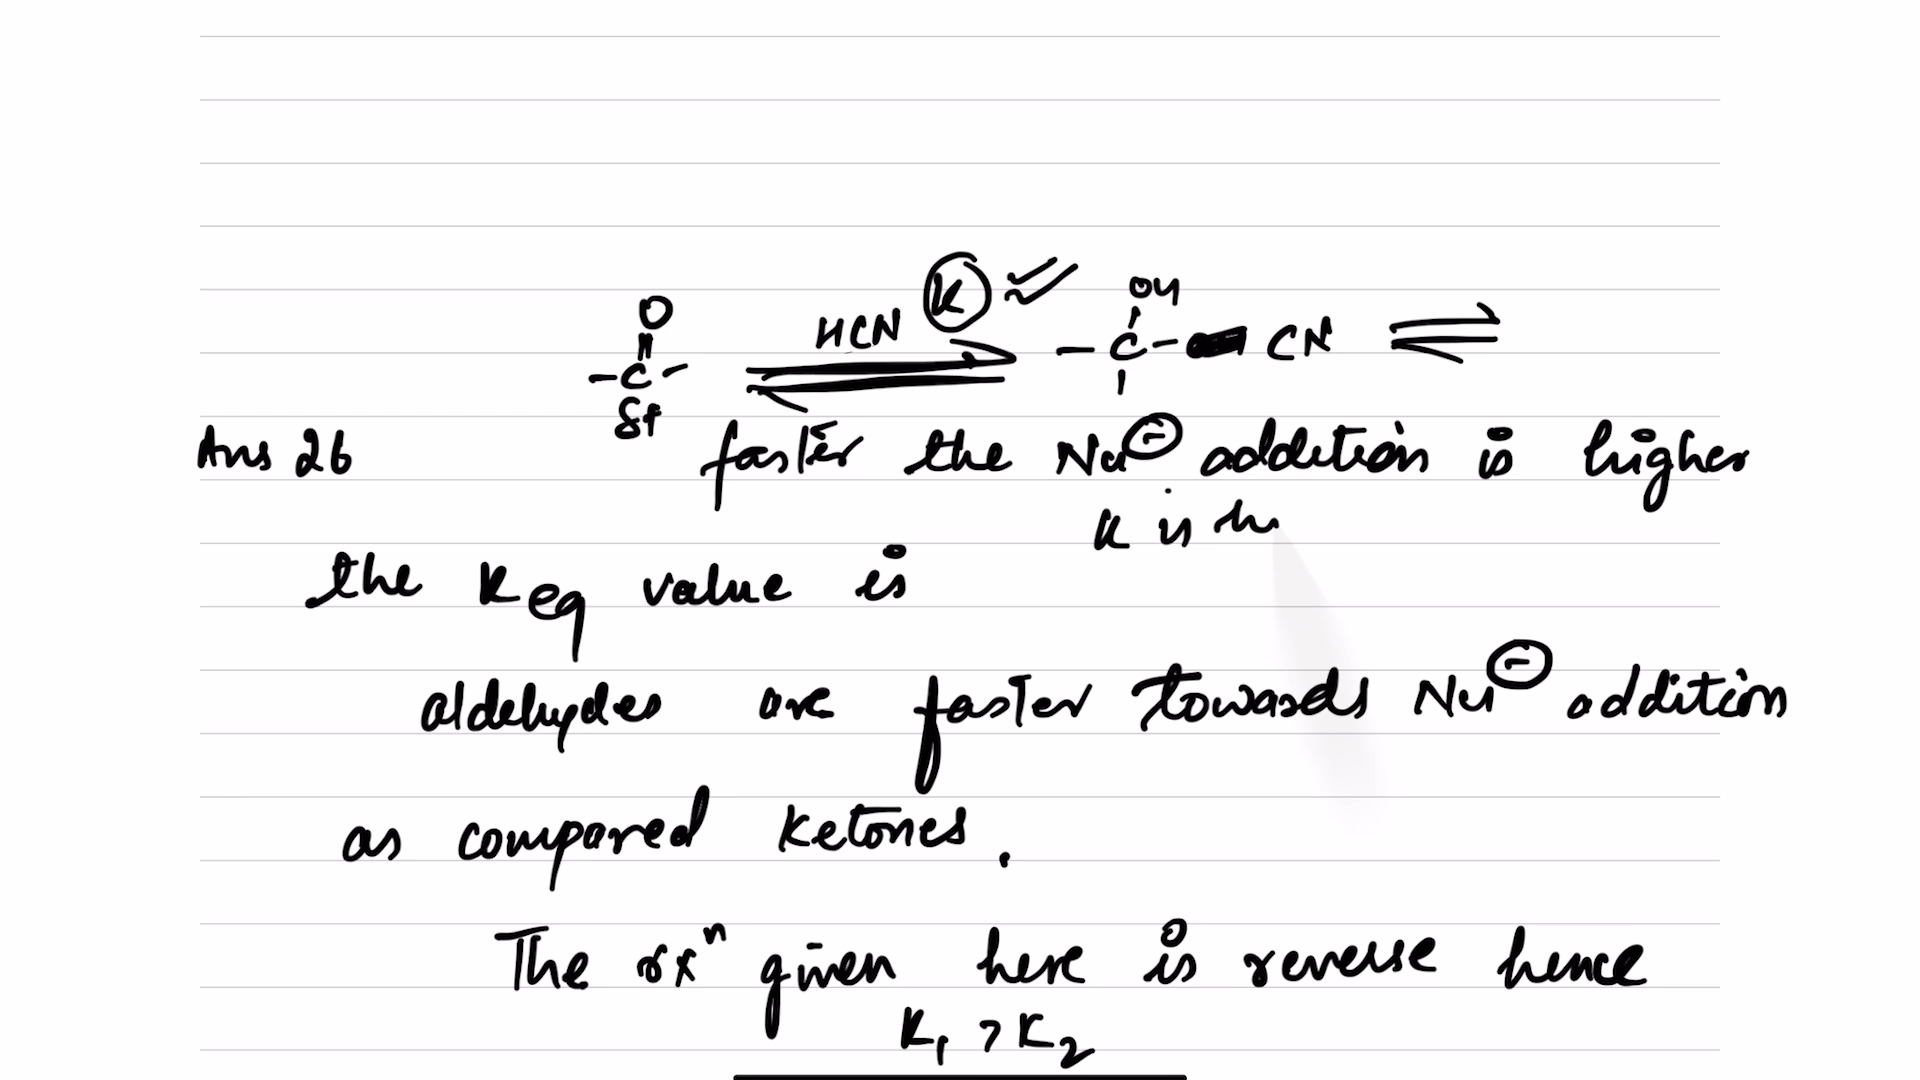 O
HCN K
OH
-C- ⇌ -C-CN ⇌
δ+
Ans 26 faster the Nu⊖ addition is higher
K is
the Keq value is
aldehydes are faster towards Nu⊖ addition
as compared Ketones.
The rxⁿ given here is reverse hence
K₁ > K₂